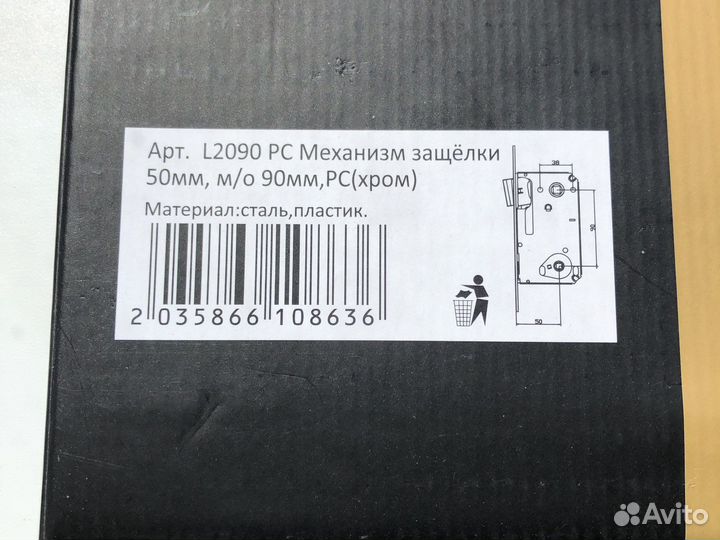 Арт. L2090 PC Механизм защёлки
50мм, м/о 90мм,PC(хром)
Материал:сталь,пластик.
2 035866 108636
38
90
50
Avito